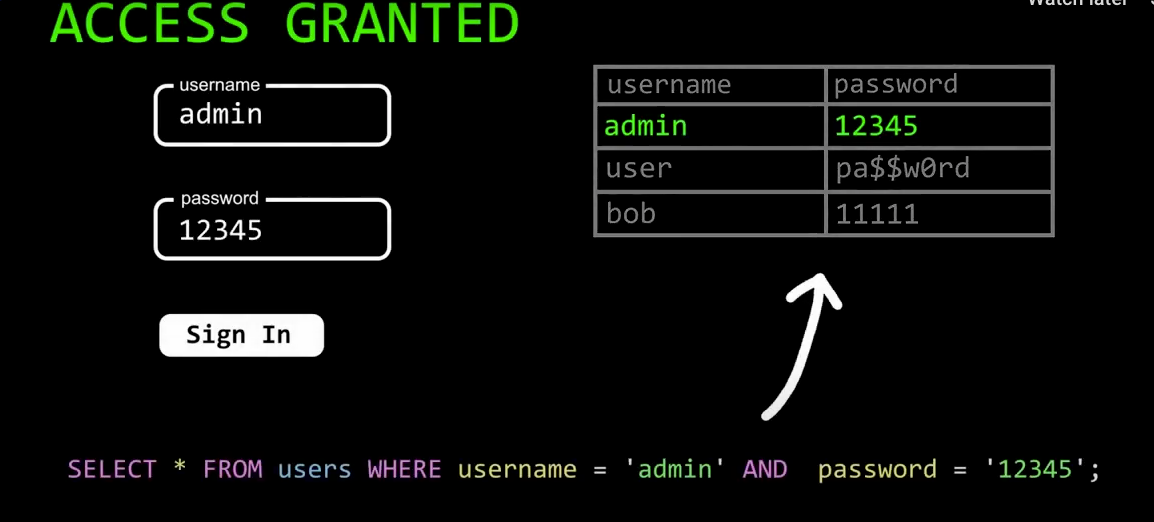 Watch later
ACCESS GRANTED
username
admin
password
12345
Sign In
username password
admin 12345
user pa$$w0rd
bob 11111
SELECT * FROM users WHERE username = 'admin' AND password = '12345';